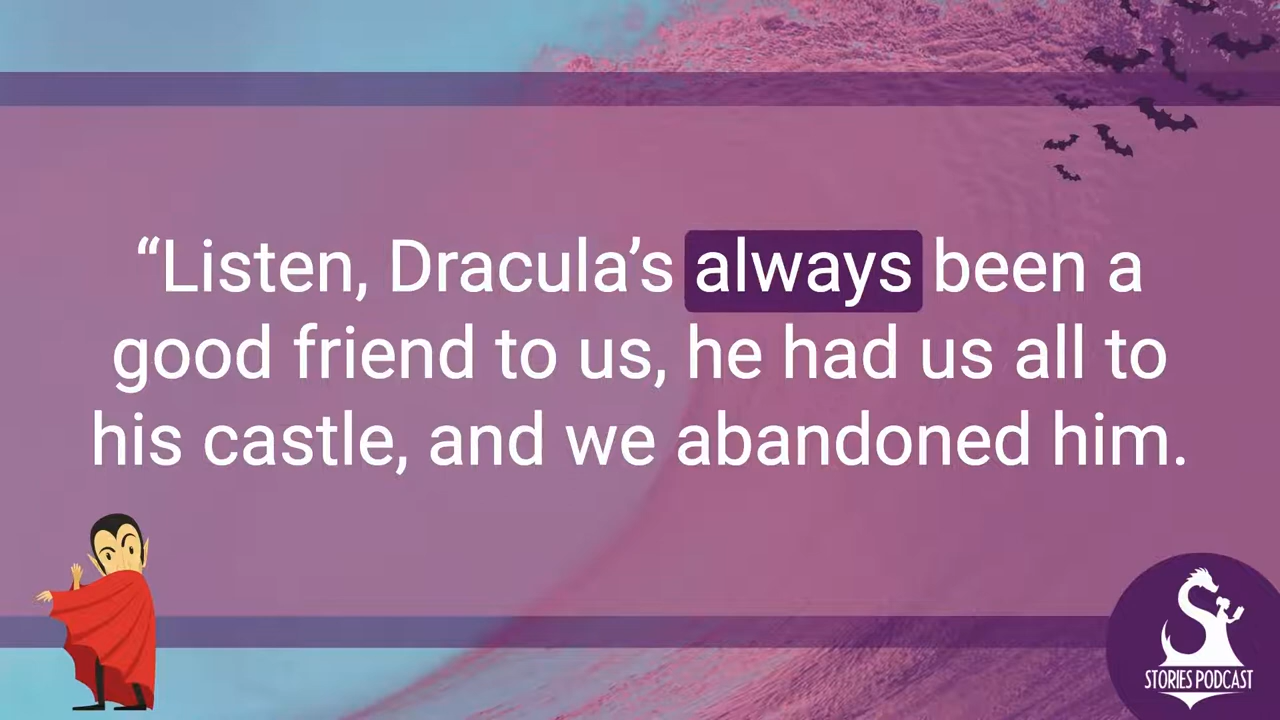 “Listen, Dracula’s always been a
good friend to us, he had us all to
his castle, and we abandoned him.
STORIES PODCAST